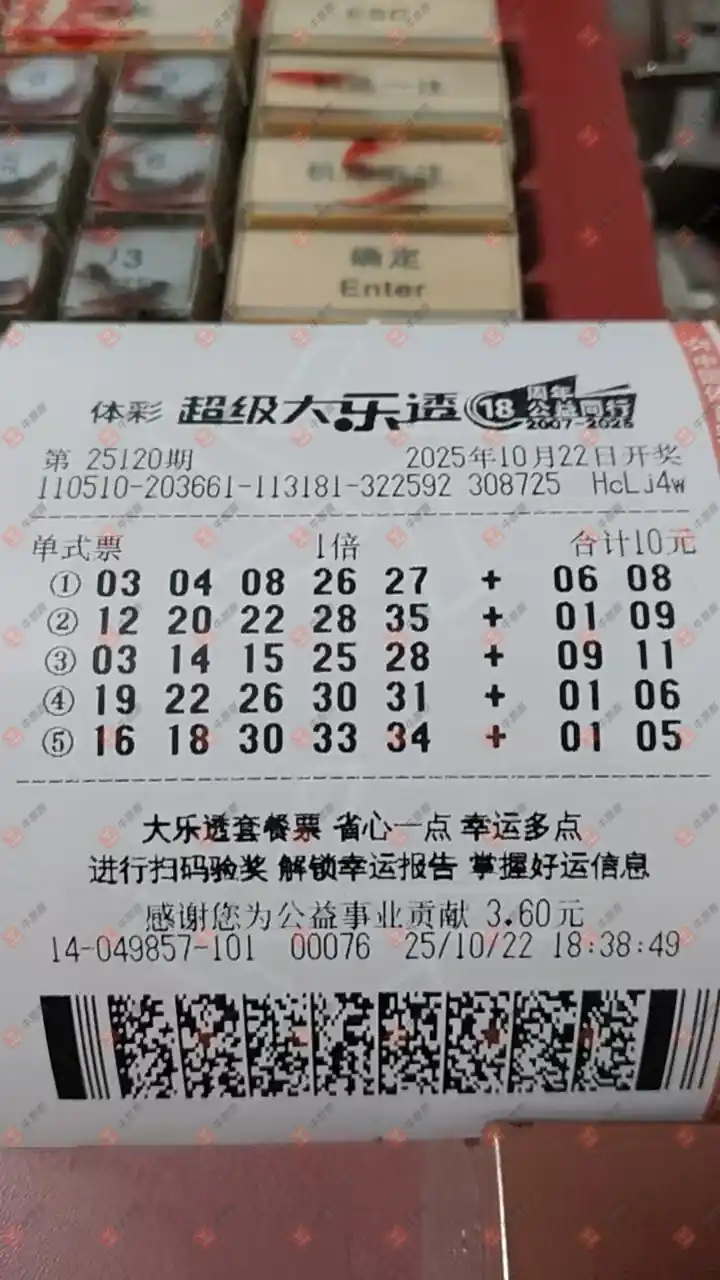 确定
Enter
体彩 超级大乐透 18 周年 公益同行 2007-2025
第 25120期 2025年10月22日开奖
110510-203661-113181-322592 308725 HcLJ4w
单式票 1倍 合计10元
① 03 04 08 26 27 + 06 08
② 12 20 22 28 35 + 01 09
③ 03 14 15 25 28 + 09 11
④ 19 22 26 30 31 + 01 06
⑤ 16 18 30 33 34 + 01 05
大乐透套餐票 省心一点 幸运多点
进行扫码验奖 解锁幸运报告 掌握好运信息
感谢您为公益事业贡献 3.60元
14-049857-101 00076 25/10/22 18:38:49